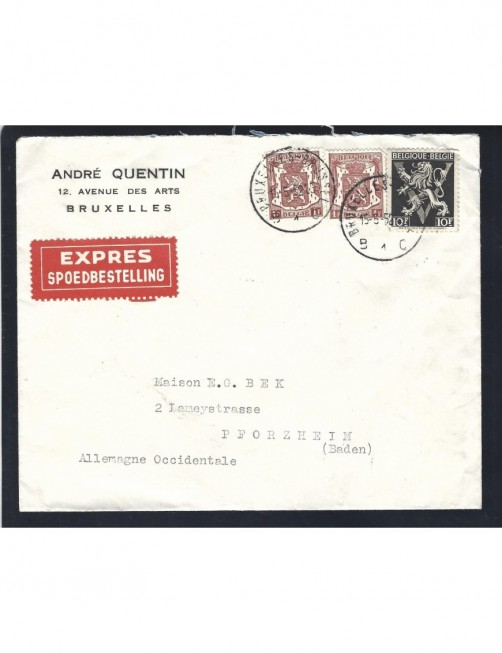 ANDRÉ QUENTIN
12, AVENUE DES ARTS
BRUXELLES
EXPRES
SPOEDBESTELLING
BELGIQUE-BELGIE
10F 10F
Maison E.G. BEK
2 Lameystrasse
PFORZHEIM
(Baden)
Allemagne Occidentale